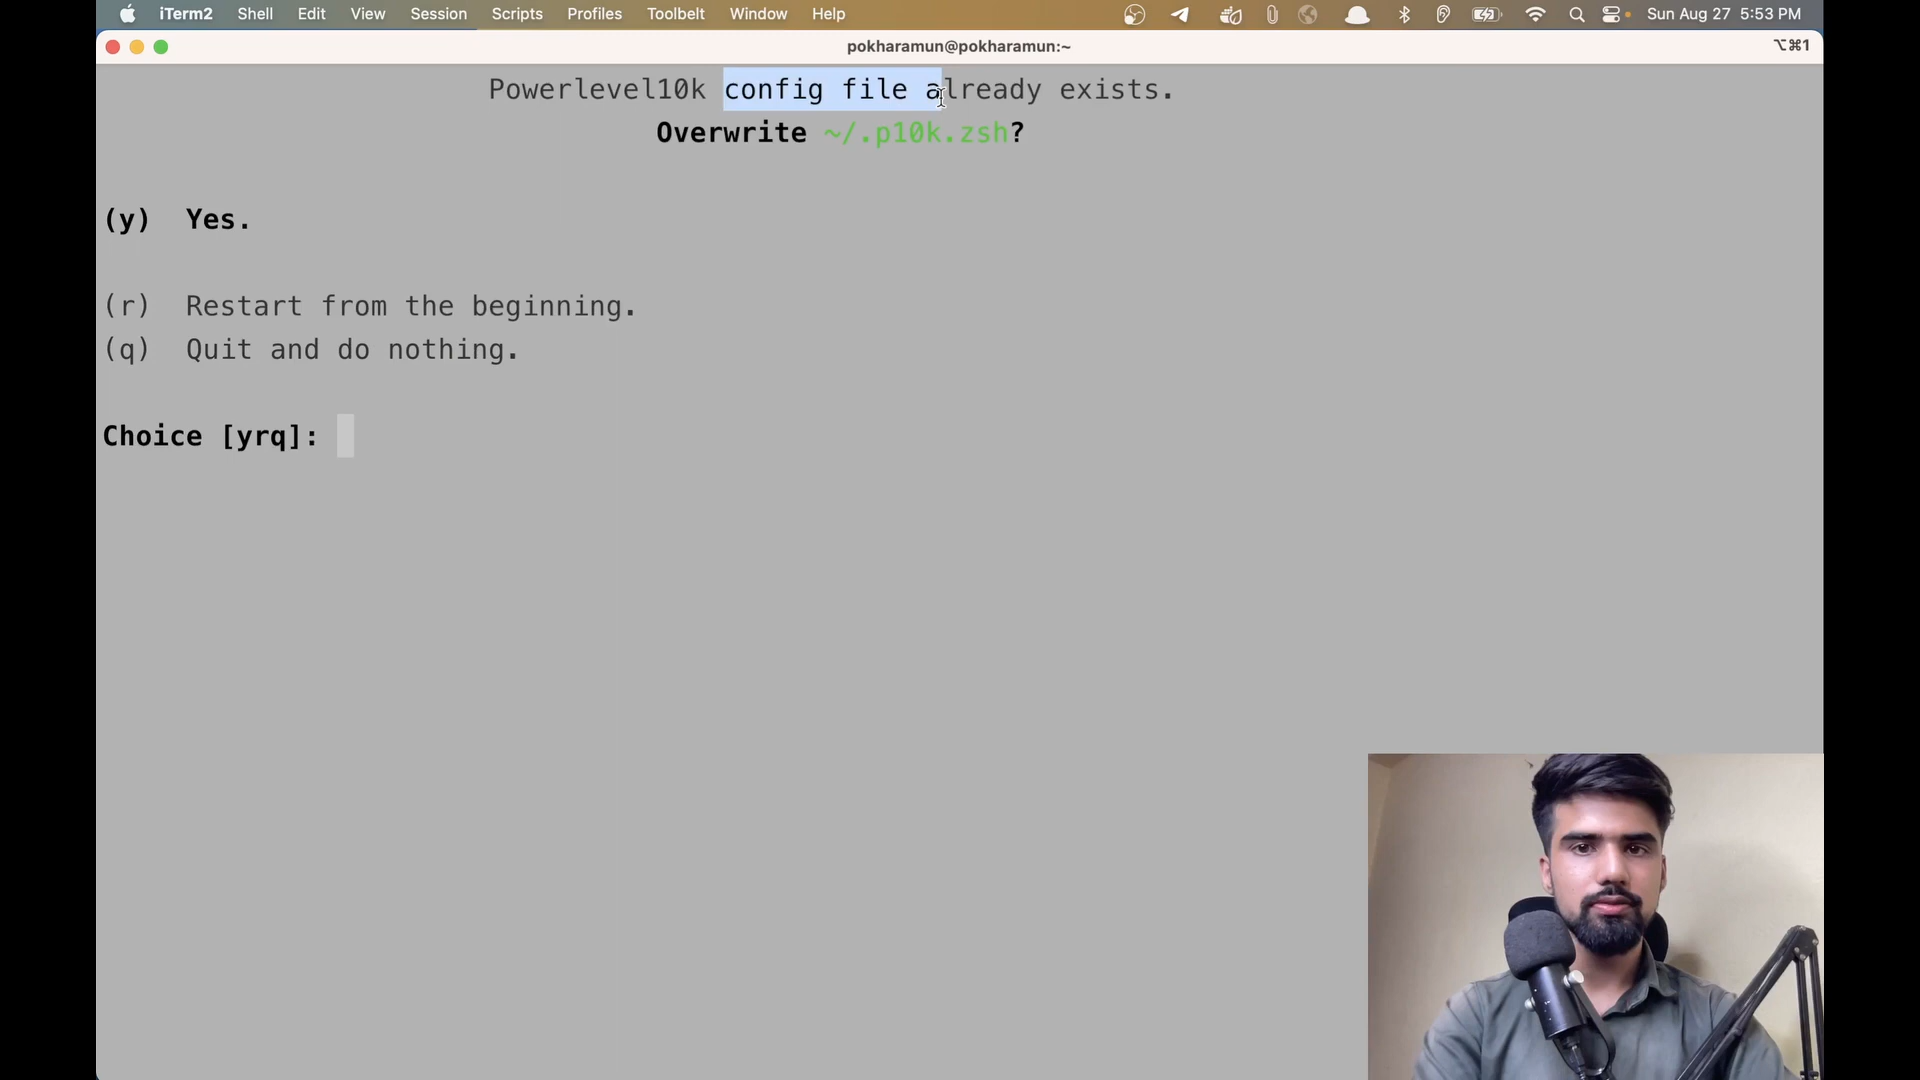 iTerm2 Shell Edit View Session Scripts Profiles Toolbelt Window Help Sun Aug 27 5:53 PM
pokharamun@pokharamun:~ ⌥⌘1
Powerlevel10k config file already exists.
Overwrite ~/.p10k.zsh?
(y) Yes.
(r) Restart from the beginning.
(q) Quit and do nothing.
Choice [yrq]: